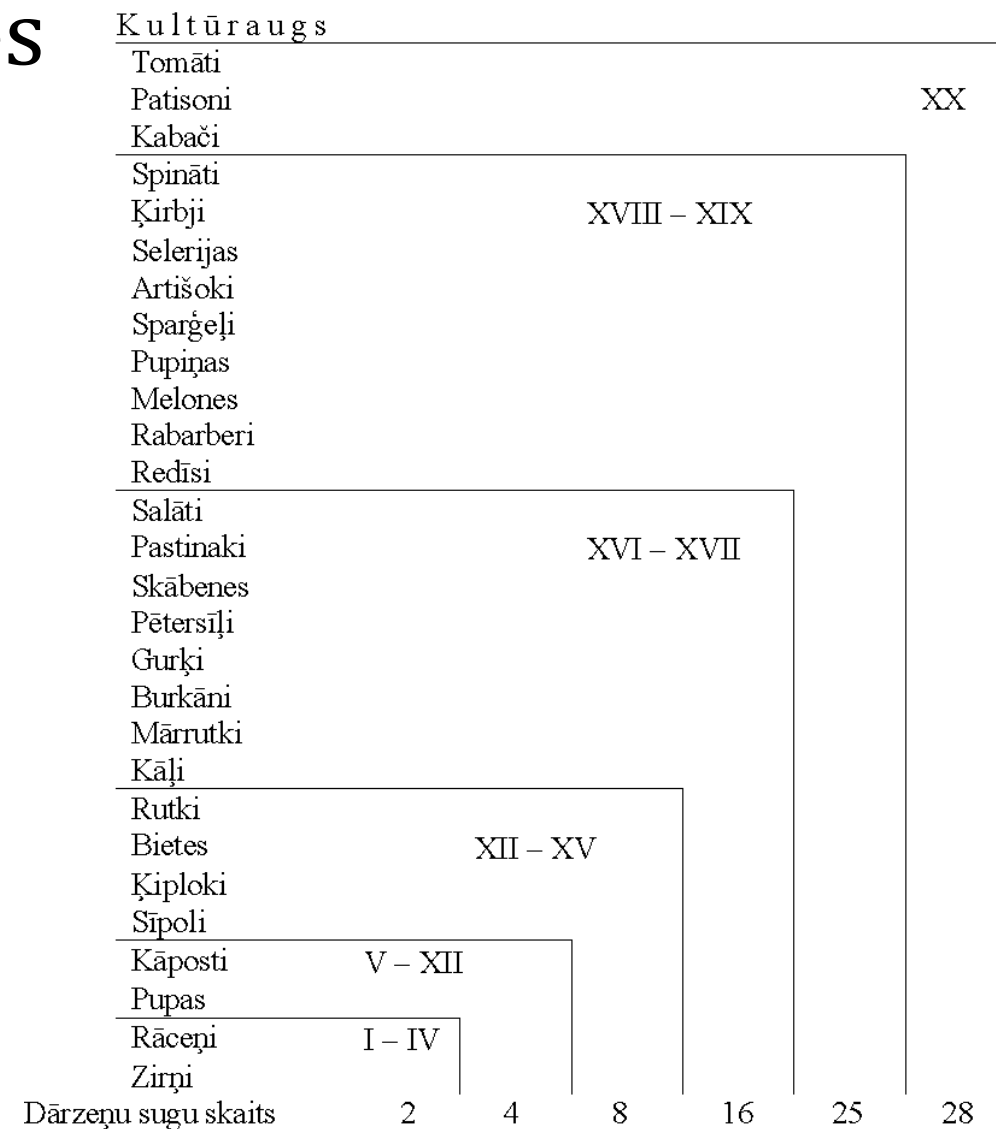 s
Kultūraugs
Tomāti
Patisoni XX
Kabači
Spināti
Ķirbji XVIII – XIX
Selerijas
Artišoki
Sparģeļi
Pupiņas
Melones
Rabarberi
Redīsi
Salāti
Pastinaki XVI – XVII
Skābenes
Pētersīļi
Gurķi
Burkāni
Mārrutki
Kāļi
Rutki
Bietes XII – XV
Ķiploki
Sīpoli
Kāposti V – XII
Pupas
Rāceņi I – IV
Zirņi
Dārzeņu sugu skaits 2 4 8 16 25 28